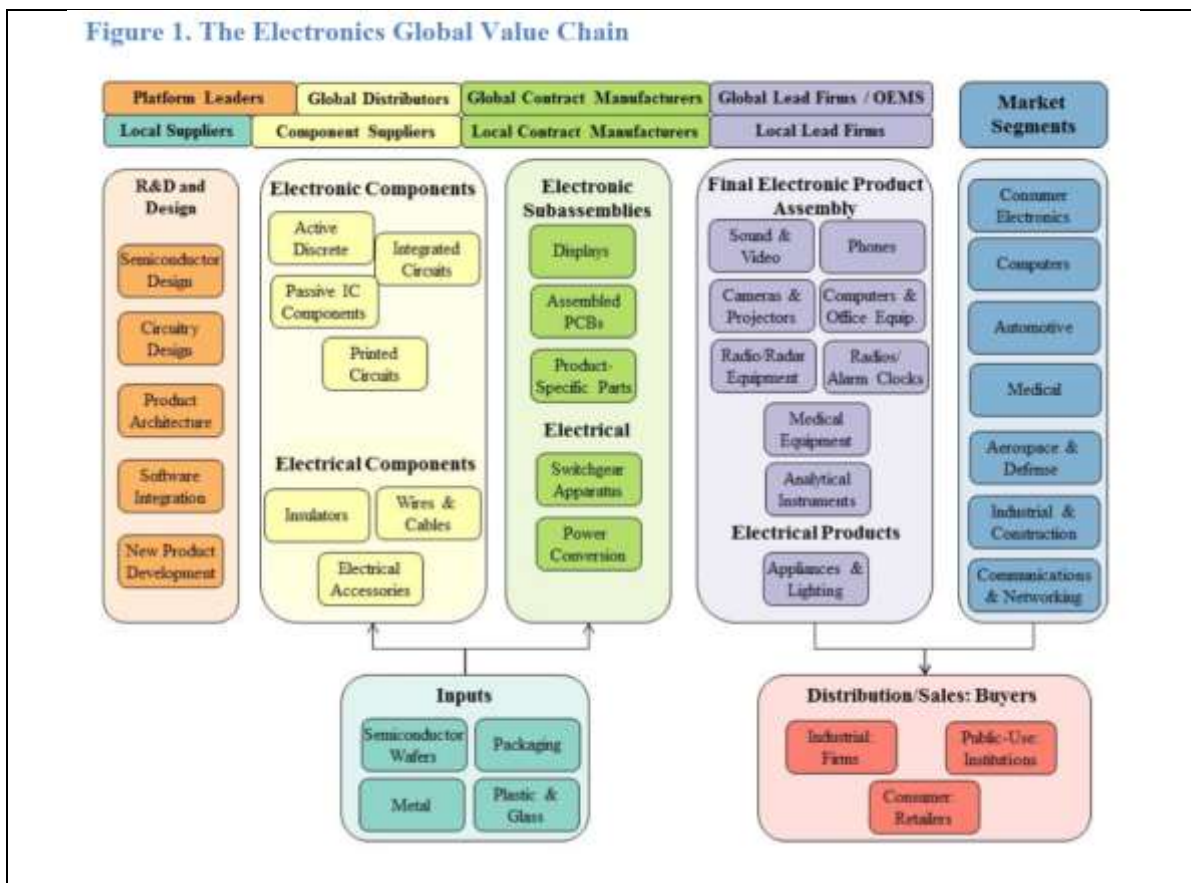 Figure 1. The Electronics Global Value Chain
Platform Leaders
Global Distributors
Global Contract Manufacturers
Global Lead Firms / OEMS
Market
Segments
Local Suppliers
Component Suppliers
Local Contract Manufacturers
Local Lead Firms
R&D and
Design
Semiconductor
Design
Circuitry
Design
Product
Architecture
Software
Integration
New Product
Development
Electronic Components
Active
Discrete
Integrated
Circuits
Passive IC
Components
Printed
Circuits
Electrical Components
Insulators
Wires &
Cables
Electrical
Accessories
Electronic
Subassemblies
Displays
Assembled
PCBs
Product-
Specific Parts
Electrical
Switchgear
Apparatus
Power
Conversion
Final Electronic Product
Assembly
Sound &
Video
Phones
Cameras &
Projectors
Computers &
Office Equip.
Radio/Radar
Equipment
Radios/
Alarm Clocks
Medical
Equipment
Analytical
Instruments
Electrical Products
Appliances &
Lighting
Consumer
Electronics
Computers
Automotive
Medical
Aerospace &
Defense
Industrial &
Construction
Communications
& Networking
Inputs
Semiconductor
Wafers
Packaging
Metal
Plastic &
Glass
Distribution/Sales: Buyers
Industrial:
Firms
Public-Use:
Institutions
Consumer:
Retailers